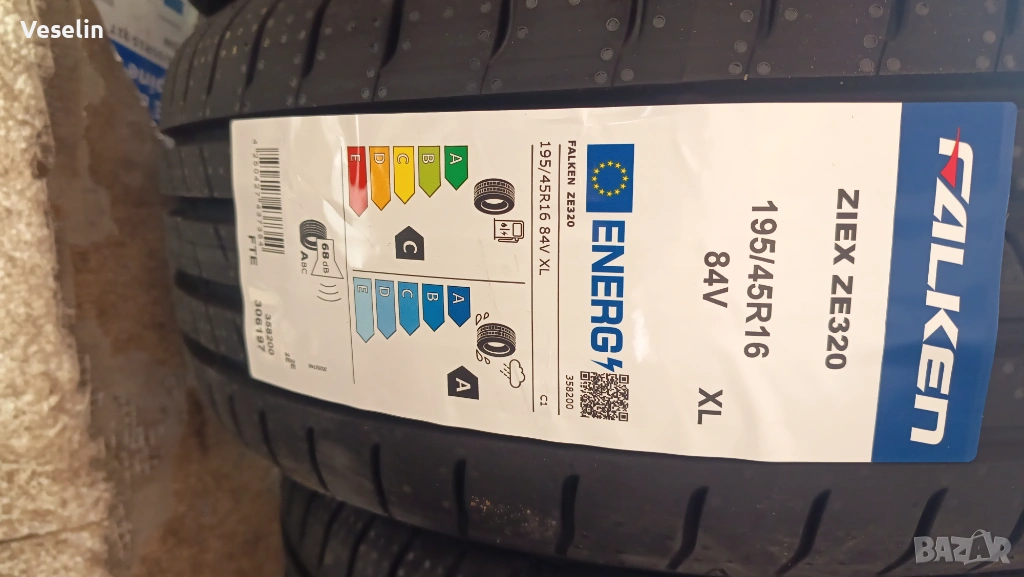 Veselin
FALKEN
ZIEX ZE320
195/45R16
84V XL
ENERG
358200
FALKEN ZE320
195/45R16 84V XL
C1
A
B
C
D
E
C
A
B
C
D
E
A
68 dB
ABC
FTE
358200
306197
BAZAR